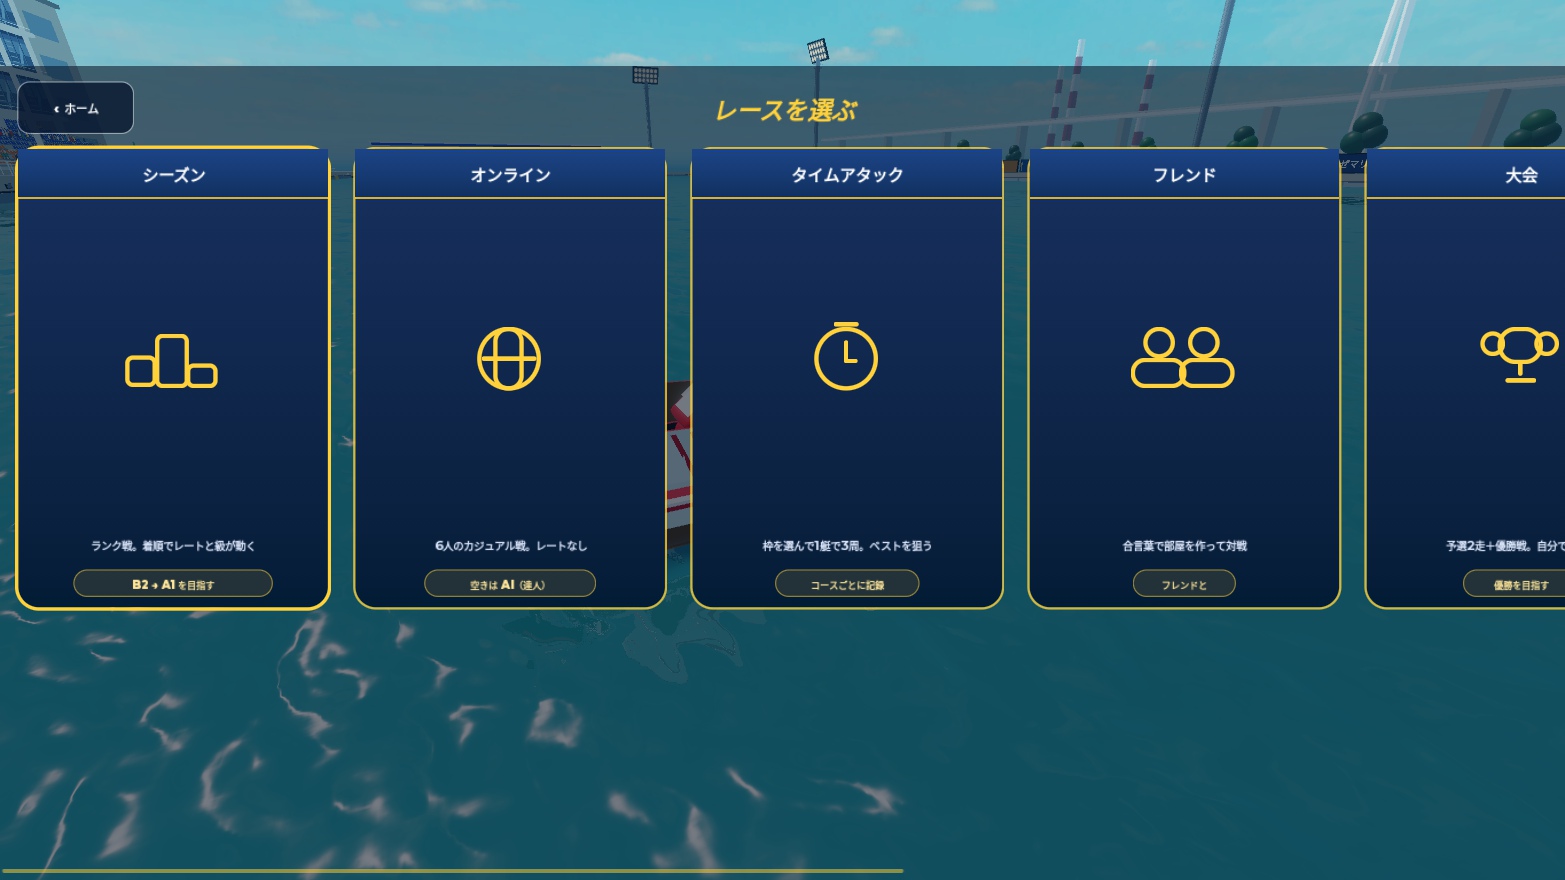 ‹ ホーム
レースを選ぶ
シーズン
ランク戦。着順でレートと級が動く
B2→A1 を目指す
オンライン
6人のカジュアル戦。レートなし
空きは AI（達人）
タイムアタック
枠を選んで1艇で3周。ベストを狙う
コースごとに記録
フレンド
合言葉で部屋を作って対戦
フレンドと
大会
予選2走＋優勝戦。自分で
優勝を目指す